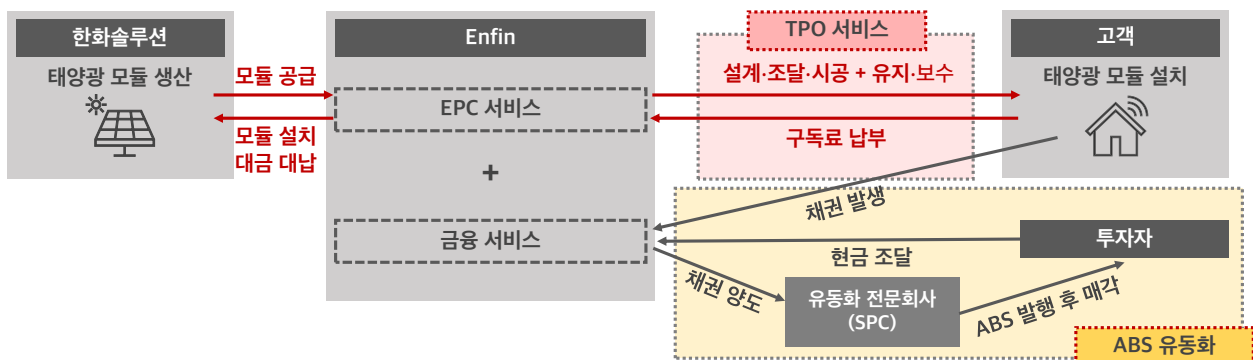 한화솔루션
태양광 모듈 생산
모듈 공급
모듈 설치
대금 대납
Enfin
EPC 서비스
+
금융 서비스
TPO 서비스
설계·조달·시공 + 유지·보수
구독료 납부
고객
태양광 모듈 설치
채권 발생
투자자
현금 조달
채권 양도
유동화 전문회사
(SPC)
ABS 발행 후 매각
ABS 유동화